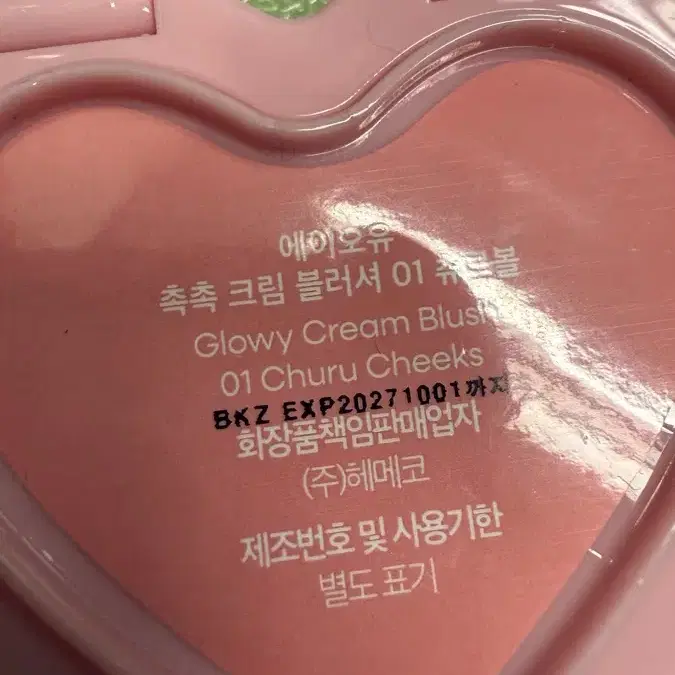 에이오유
촉촉 크림 블러셔 01 츄르볼
Glowy Cream Blush
01 Churu Cheeks
BKZ EXP20271001까지
화장품책임판매업자
(주)헤메코
제조번호 및 사용기한
별도 표기